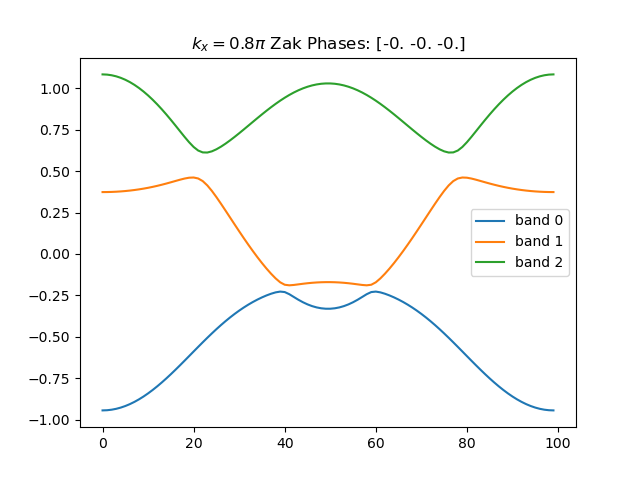 $k_x = 0.8\pi$ Zak Phases: [-0. -0. -0.]
1.00
0.75
0.50
0.25
0.00
−0.25
−0.50
−0.75
−1.00
band 0
band 1
band 2
0 20 40 60 80 100